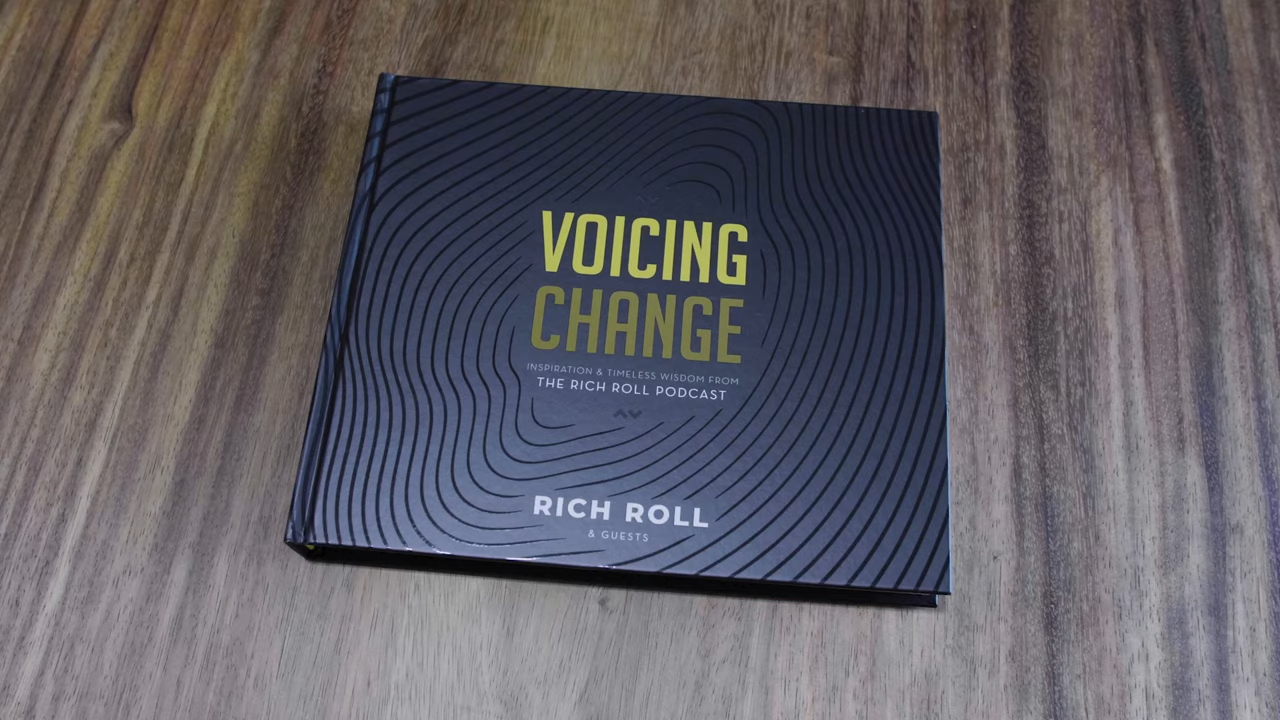 VOICING
CHANGE
INSPIRATION & TIMELESS WISDOM FROM
THE RICH ROLL PODCAST
RICH ROLL
& GUESTS